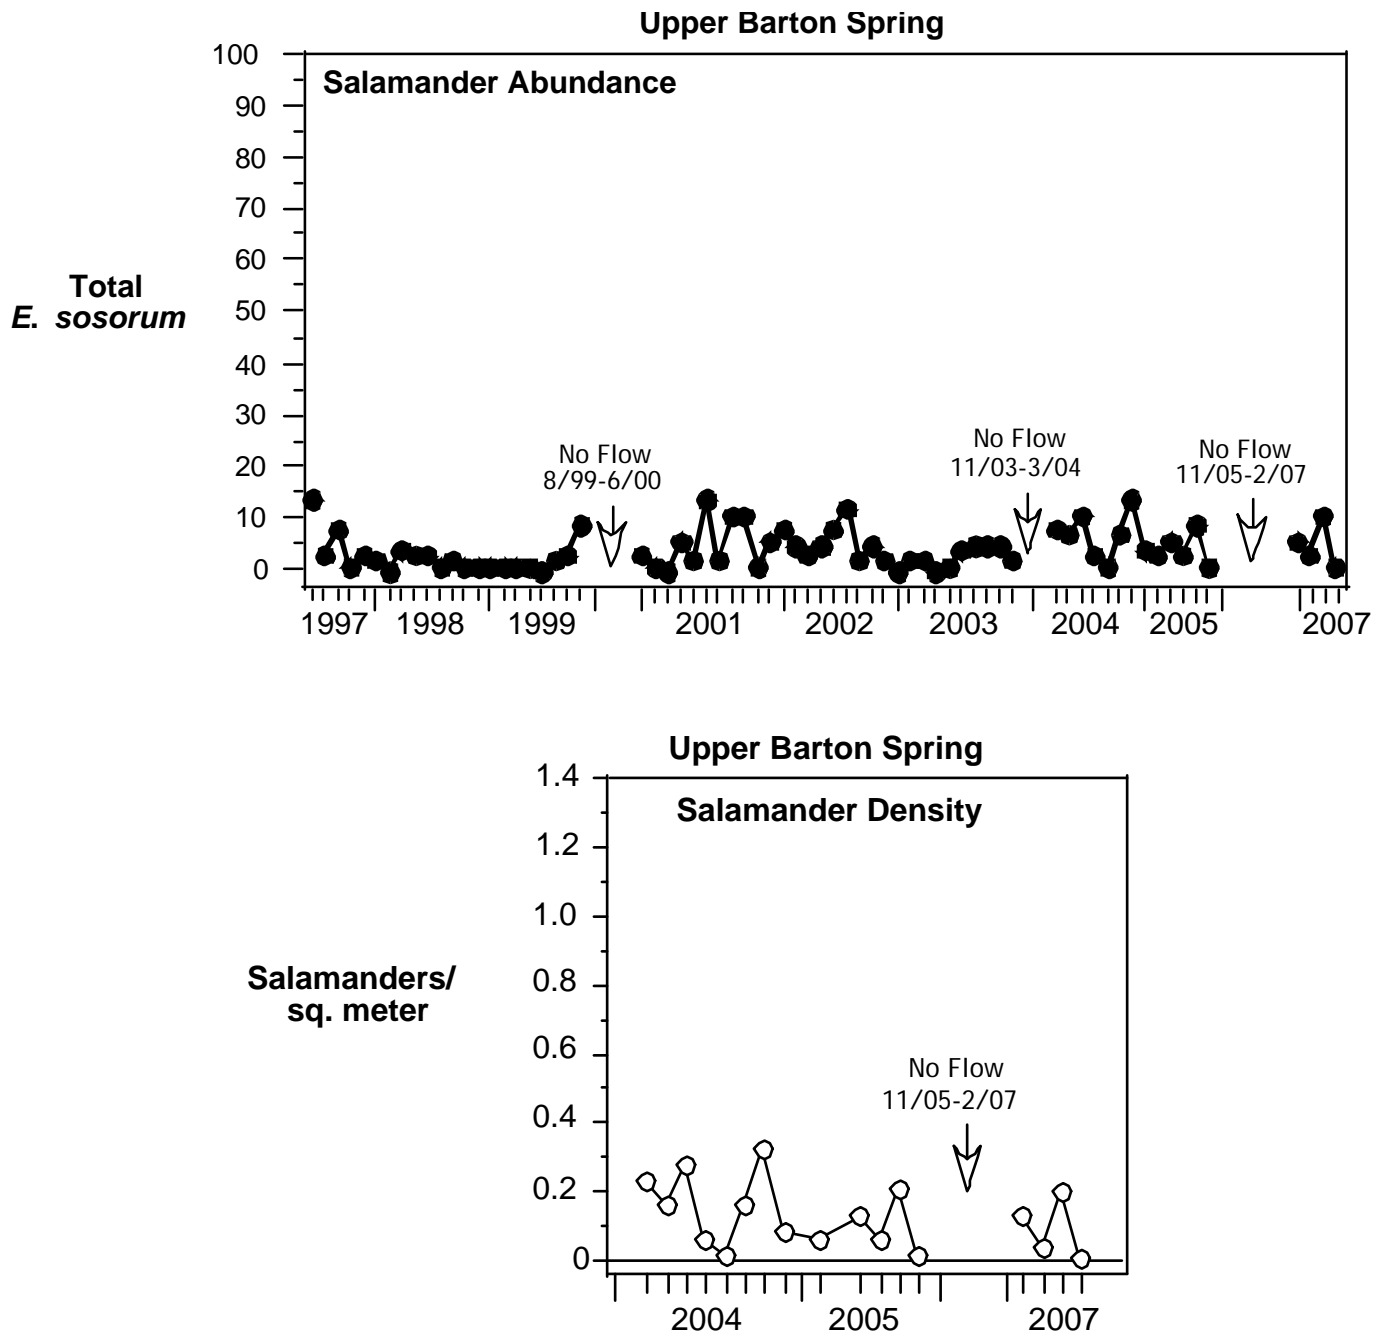 Upper Barton Spring
100
Salamander Abundance
90
80
70
60
Total
E. sosorum
50
40
30
20
10
0
No Flow
8/99-6/00
No Flow
11/03-3/04
No Flow
11/05-2/07
1997 1998 1999 2001 2002 2003 2004 2005 2007
Upper Barton Spring
1.4
Salamander Density
1.2
1.0
0.8
Salamanders/
sq. meter
0.6
0.4
0.2
0
No Flow
11/05-2/07
2004 2005 2007